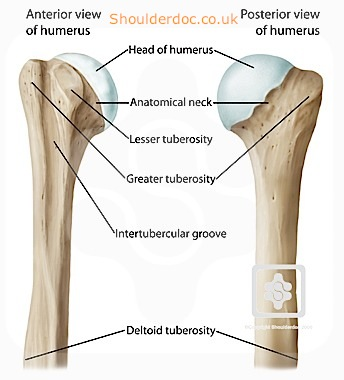 Anterior view
of humerus
Shoulderdoc.co.uk
Posterior view
of humerus
Head of humerus
Anatomical neck
Lesser tuberosity
Greater tuberosity
Intertubercular groove
Deltoid tuberosity